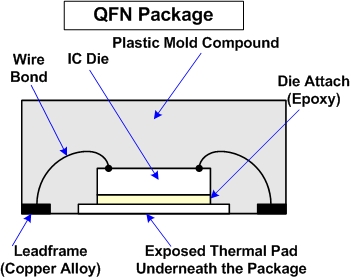 QFN Package
Plastic Mold Compound
Wire
Bond
IC Die
Die Attach
(Epoxy)
Leadframe
(Copper Alloy)
Exposed Thermal Pad
Underneath the Package